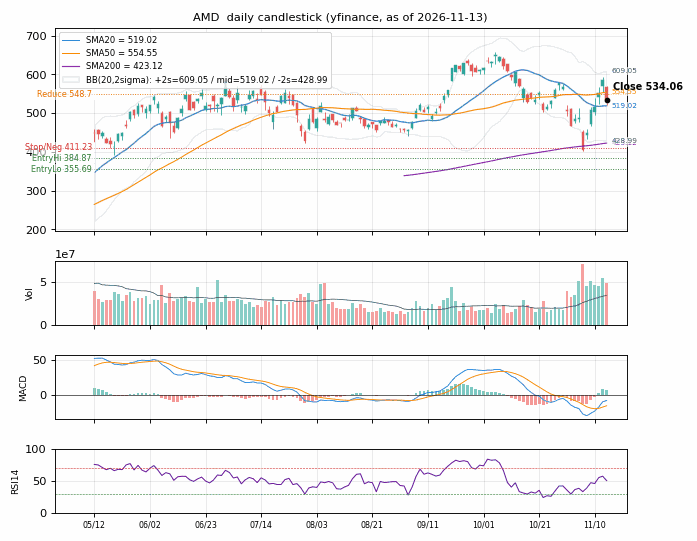 AMD daily candlestick (yfinance, as of 2026-11-13)
SMA20 = 519.02
SMA50 = 554.55
SMA200 = 423.12
BB(20,2sigma): +2s=609.05 / mid=519.02 / -2s=428.99
700
600
500
300
200
Reduce 548.7
Stop/Neg 411.23
EntryHi 384.87
EntryLo 355.69
609.05
Close 534.06
519.02
428.99
1e7
Vol
5
0
MACD
50
0
RSI14
100
50
0
05/12
06/02
06/23
07/14
08/03
08/21
09/11
10/01
10/21
11/10